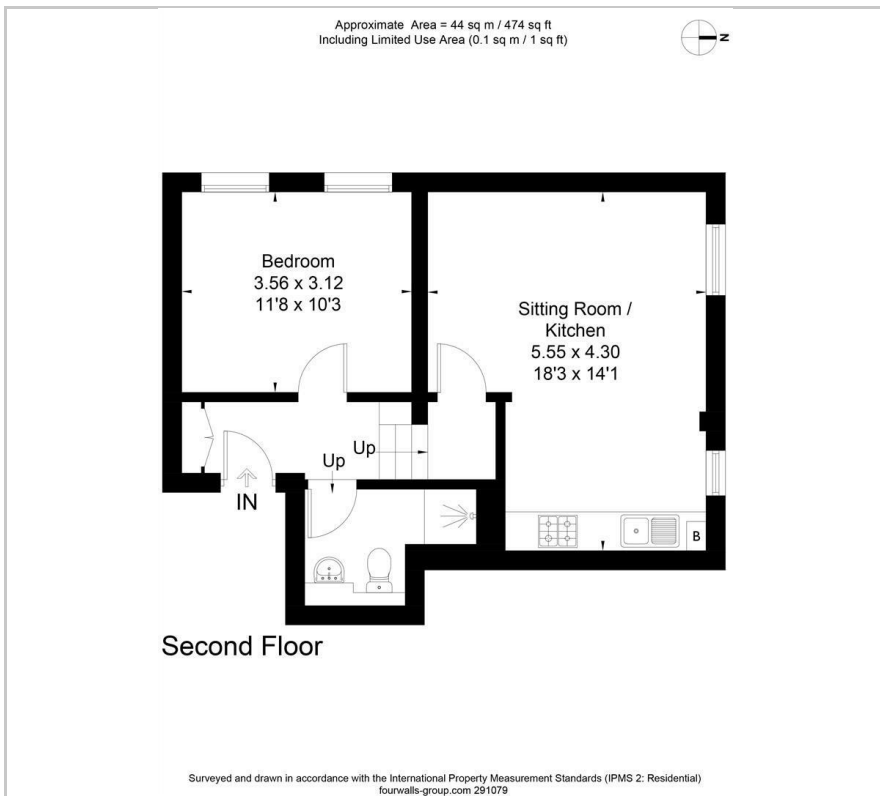 Approximate Area = 44 sq m / 474 sq ft
Including Limited Use Area (0.1 sq m / 1 sq ft)
N
Bedroom
3.56 x 3.12
11'8 x 10'3
Sitting Room /
Kitchen
5.55 x 4.30
18'3 x 14'1
Up
Up
IN
B
Second Floor
Surveyed and drawn in accordance with the International Property Measurement Standards (IPMS 2: Residential)
fourwalls-group.com 291079